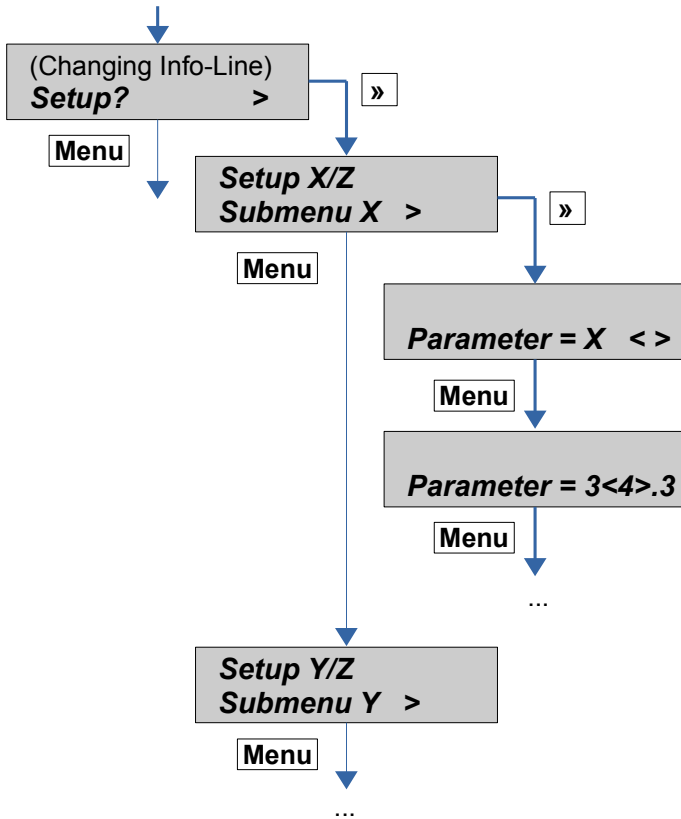 (Changing Info-Line)
Setup? >
»
Menu
Setup X/Z
Submenu X >
»
Menu
Parameter = X < >
Menu
Parameter = 3<4>.3
Menu
...
Setup Y/Z
Submenu Y >
Menu
...